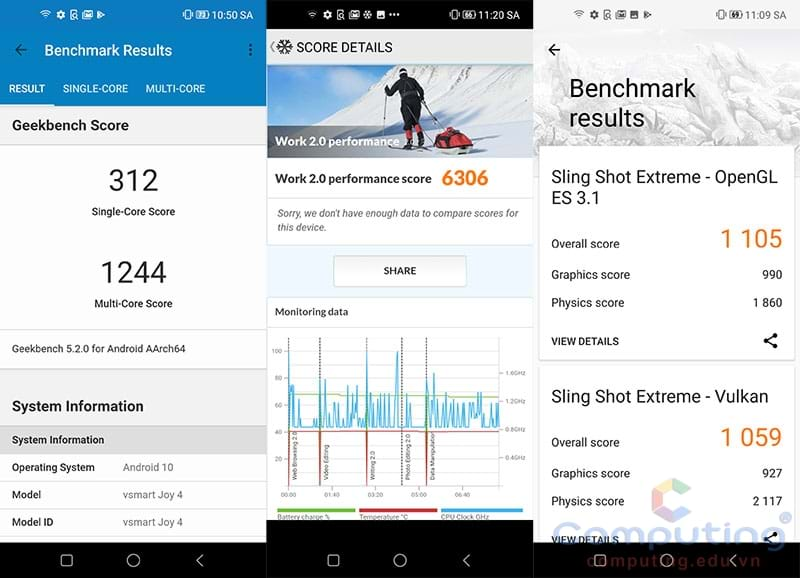 10:50 SA
Benchmark Results
RESULT SINGLE-CORE MULTI-CORE
Geekbench Score
312
Single-Core Score
1244
Multi-Core Score
Geekbench 5.2.0 for Android AArch64
System Information
System Information
Operating System Android 10
Model vsmart Joy 4
Model ID vsmart Joy 4
11:20 SA
SCORE DETAILS
Work 2.0 performance
Work 2.0 performance score 6306
Sorry, we don't have enough data to compare scores for
this device.
SHARE
Monitoring data
100
80
60
40
20
1.6GHz
1.2GHz
0.8GHz
0.4GHz
Web Browsing 2.0
Video Editing
Writing 2.0
Photo Editing 2.0
Data Manipulation
00:00 01:40 03:20 05:00 06:40
Battery charge % Temperature °C CPU Clock GHz
69 11:09 SA
Benchmark
results
Sling Shot Extreme - OpenGL
ES 3.1
Overall score 1 105
Graphics score 990
Physics score 1 860
VIEW DETAILS
Sling Shot Extreme - Vulkan
Overall score 1 059
Graphics score 927
Physics score 2 117
VIEW DETAILS
Computing
computing.edu.vn